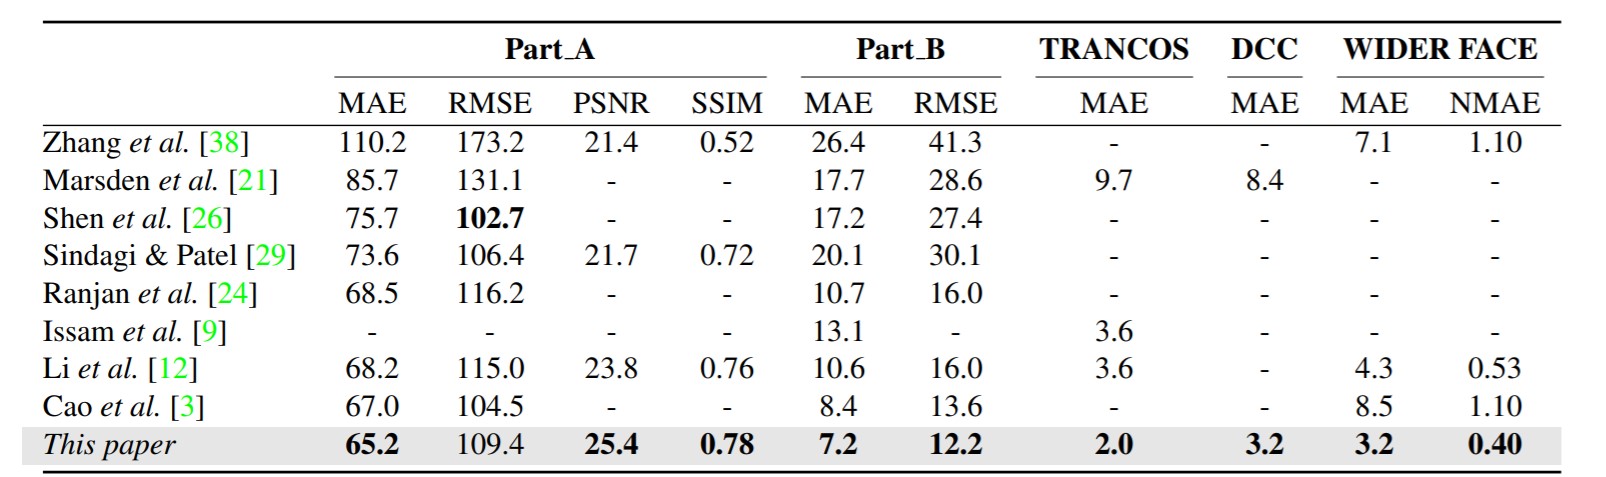 Part_A Part_B TRANCOS DCC WIDER FACE
MAE RMSE PSNR SSIM MAE RMSE MAE MAE MAE NMAE
Zhang et al. [38] 110.2 173.2 21.4 0.52 26.4 41.3 - - 7.1 1.10
Marsden et al. [21] 85.7 131.1 - - 17.7 28.6 9.7 8.4 - -
Shen et al. [26] 75.7 102.7 - - 17.2 27.4 - - - -
Sindagi & Patel [29] 73.6 106.4 21.7 0.72 20.1 30.1 - - - -
Ranjan et al. [24] 68.5 116.2 - - 10.7 16.0 - - - -
Issam et al. [9] - - - - 13.1 - 3.6 - - -
Li et al. [12] 68.2 115.0 23.8 0.76 10.6 16.0 3.6 - 4.3 0.53
Cao et al. [3] 67.0 104.5 - - 8.4 13.6 - - 8.5 1.10
This paper 65.2 109.4 25.4 0.78 7.2 12.2 2.0 3.2 3.2 0.40